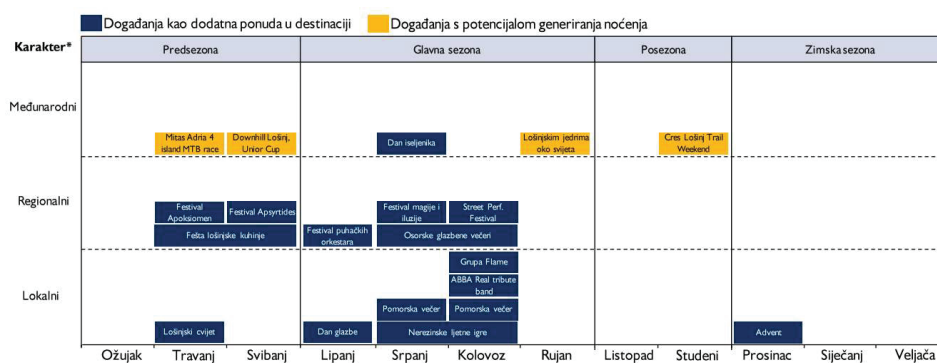 Događanja kao dodatna ponuda u destinaciji
Događanja s potencijalom generiranja noćenja
Karakter*
Predsezona
Glavna sezona
Posezona
Zimska sezona
Međunarodni
Mitas Adria 4
island MTB race
Downhill Lošinj,
Unior Cup
Dan iseljenika
Lošinjskim jedrima
oko svijeta
Cres Lošinj Trail
Weekend
Regionalni
Festival
Apoksiomen
Festival Apsyrtides
Festival magije i
iluzije
Street Perf.
Festival
Fešta lošinjske kuhinje
Festival puhačkih
orkestara
Osorske glazbene večeri
Lokalni
Grupa Flame
ABBA Real tribute
band
Pomorska večer
Pomorska večer
Lošinjski cvijet
Dan glazbe
Nerezinske ljetne igre
Advent
Ožujak
Travanj
Svibanj
Lipanj
Srpanj
Kolovoz
Rujan
Listopad
Studeni
Prosinac
Siječanj
Veljača